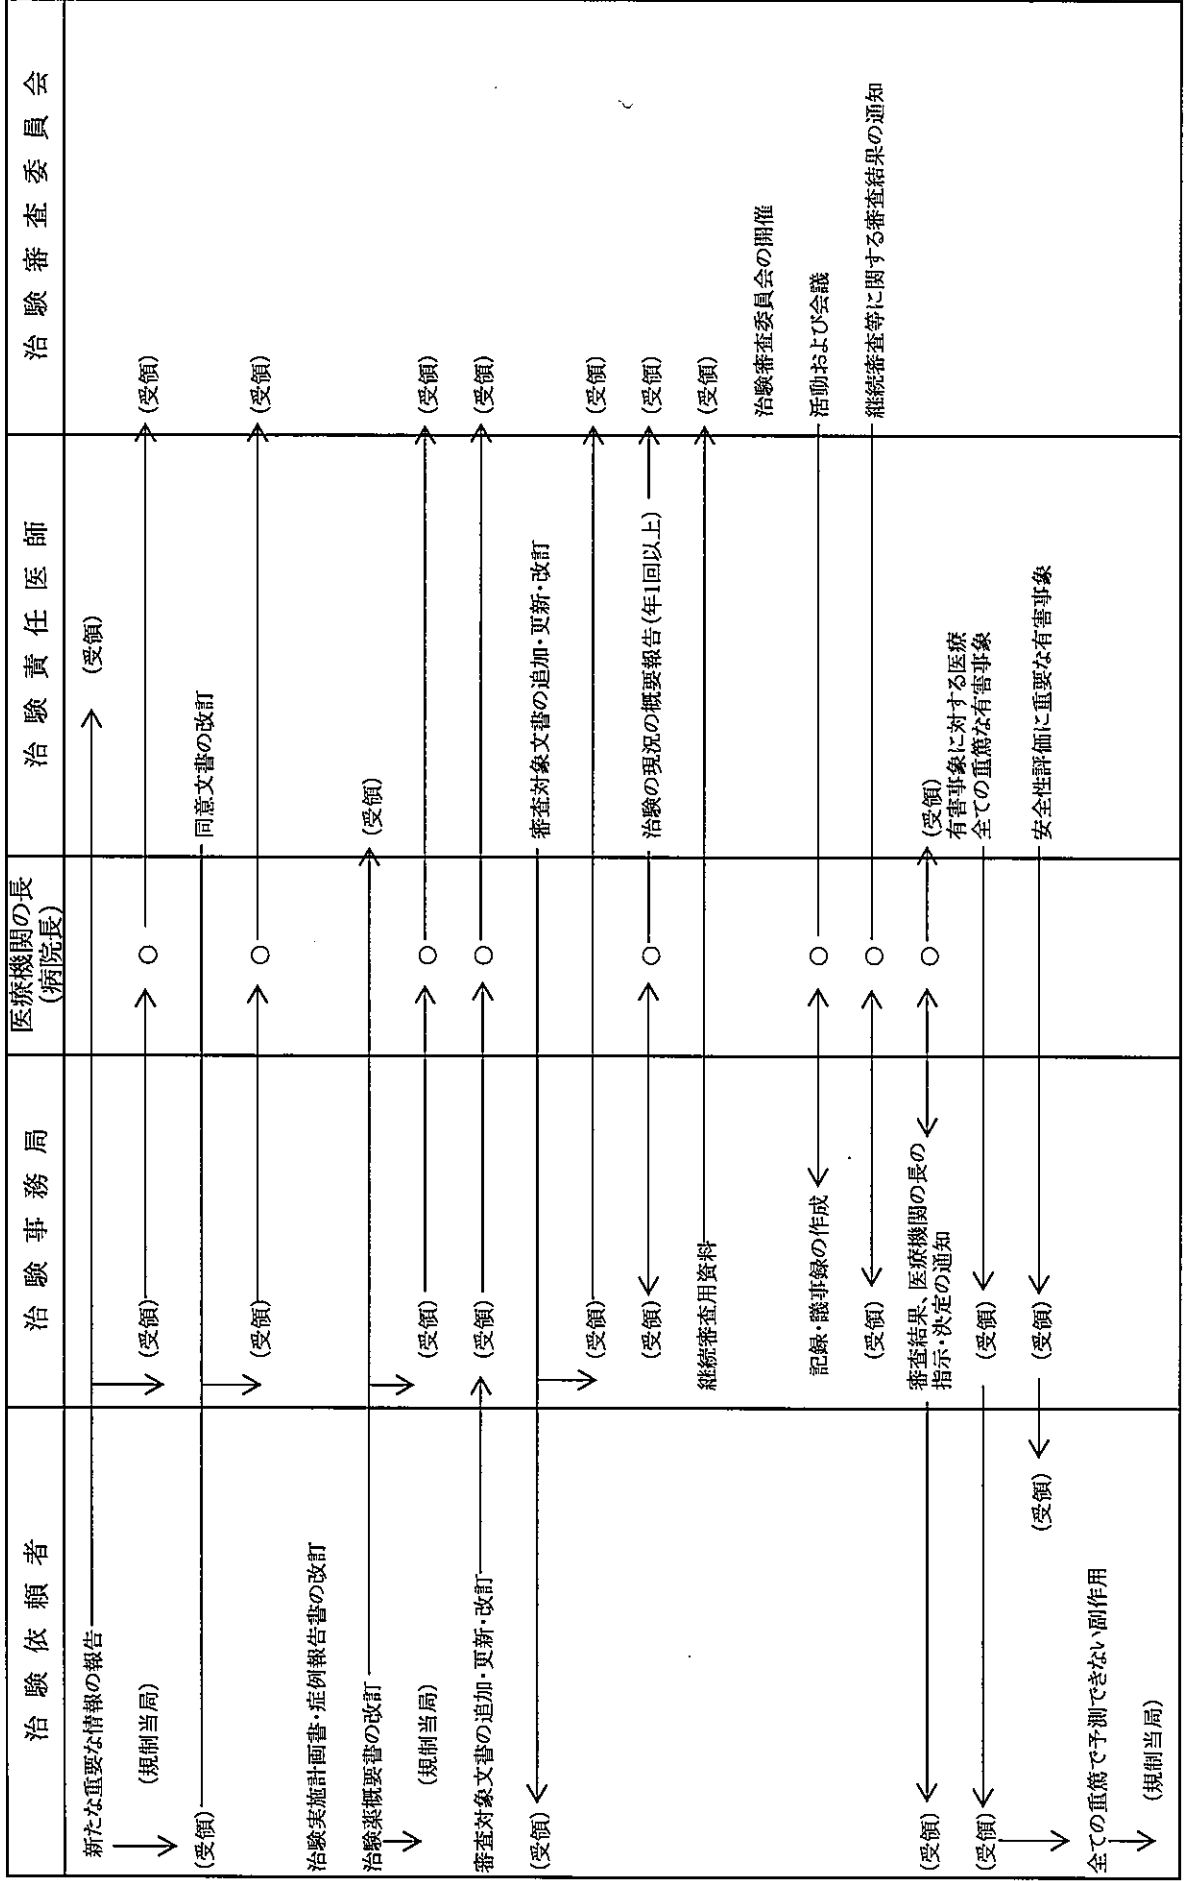 治験依頼者
治験事務局
医療機関の長
(病院長)
治験責任医師
治験審査委員会
新たな重要な情報の報告
(受領)
(規制当局)
(受領)
○
(受領)
(受領)
同意文書の改訂
(受領)
○
(受領)
治験実施計画書・症例報告書の改訂
治験薬概要書の改訂
(受領)
(規制当局)
(受領)
○
(受領)
審査対象文書の追加・更新・改訂
(受領)
○
(受領)
(受領)
審査対象文書の追加・更新・改訂
(受領)
(受領)
(受領)
○
治験の現況の概要報告(年1回以上)
(受領)
継続審査用資料
(受領)
治験審査委員会の開催
記録・議事録の作成
○
活動および会議
(受領)
○
継続審査等に関する審査結果の通知
(受領)
審査結果、医療機関の長の
指示・決定の通知
○
(受領)
有害事象に対する医療
全ての重篤な有害事象
(受領)
(受領)
安全性評価に重要な有害事象
(受領)
(受領)
全ての重篤で予測できない副作用
(規制当局)